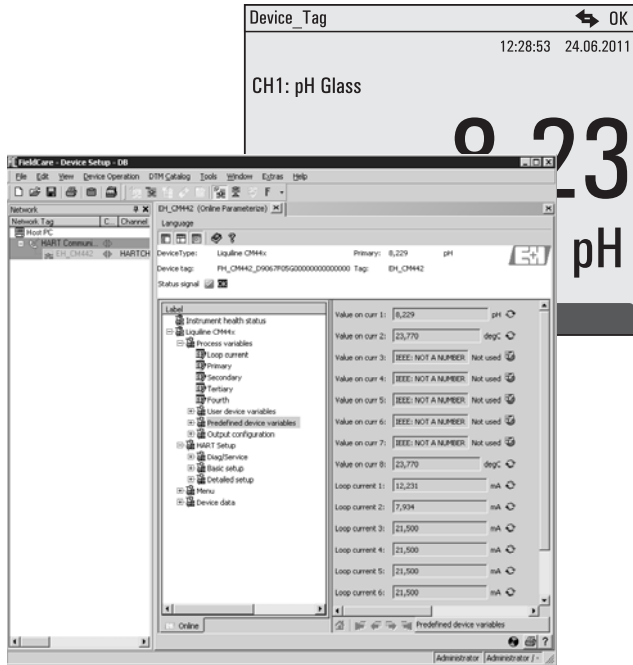 Device_Tag OK
12:28:53 24.06.2011
CH1: pH Glass
8.23
pH
FieldCare - Device Setup - DB
File Edit View Device Operation DTM Catalog Tools Window Extras Help
Network
EH_CM442 (Online Parameterize)
Network Tag C... Channel
Host PC
HART Communi...
EH_CM442 HARTCH
Language
DeviceType: Liquiline CM44x Primary: 8,229 pH
Device tag: Tag: EH_CM442
Status signal OK
Label
Instrument health status
Liquiline CM44x
Process variables
Loop current
Primary
Secondary
Tertiary
Fourth
User device variables
Predefined device variables
Output configuration
HART Setup
Diag/Service
Basic setup
Detailed setup
Menu
Device data
Value on curr 1: 8,229 pH
Value on curr 2: 23,770 degC
Value on curr 3: IEEE: NOT A NUMBER Not used
Value on curr 4: IEEE: NOT A NUMBER Not used
Value on curr 5: IEEE: NOT A NUMBER Not used
Value on curr 6: IEEE: NOT A NUMBER Not used
Value on curr 7: IEEE: NOT A NUMBER Not used
Value on curr 8: 23,770 degC
Loop current 1: 12,231 mA
Loop current 2: 7,934 mA
Loop current 3: 21,500 mA
Loop current 4: 21,500 mA
Loop current 5: 21,500 mA
Loop current 6: 21,500 mA
Online
Predefined device variables
Administrator Administrator